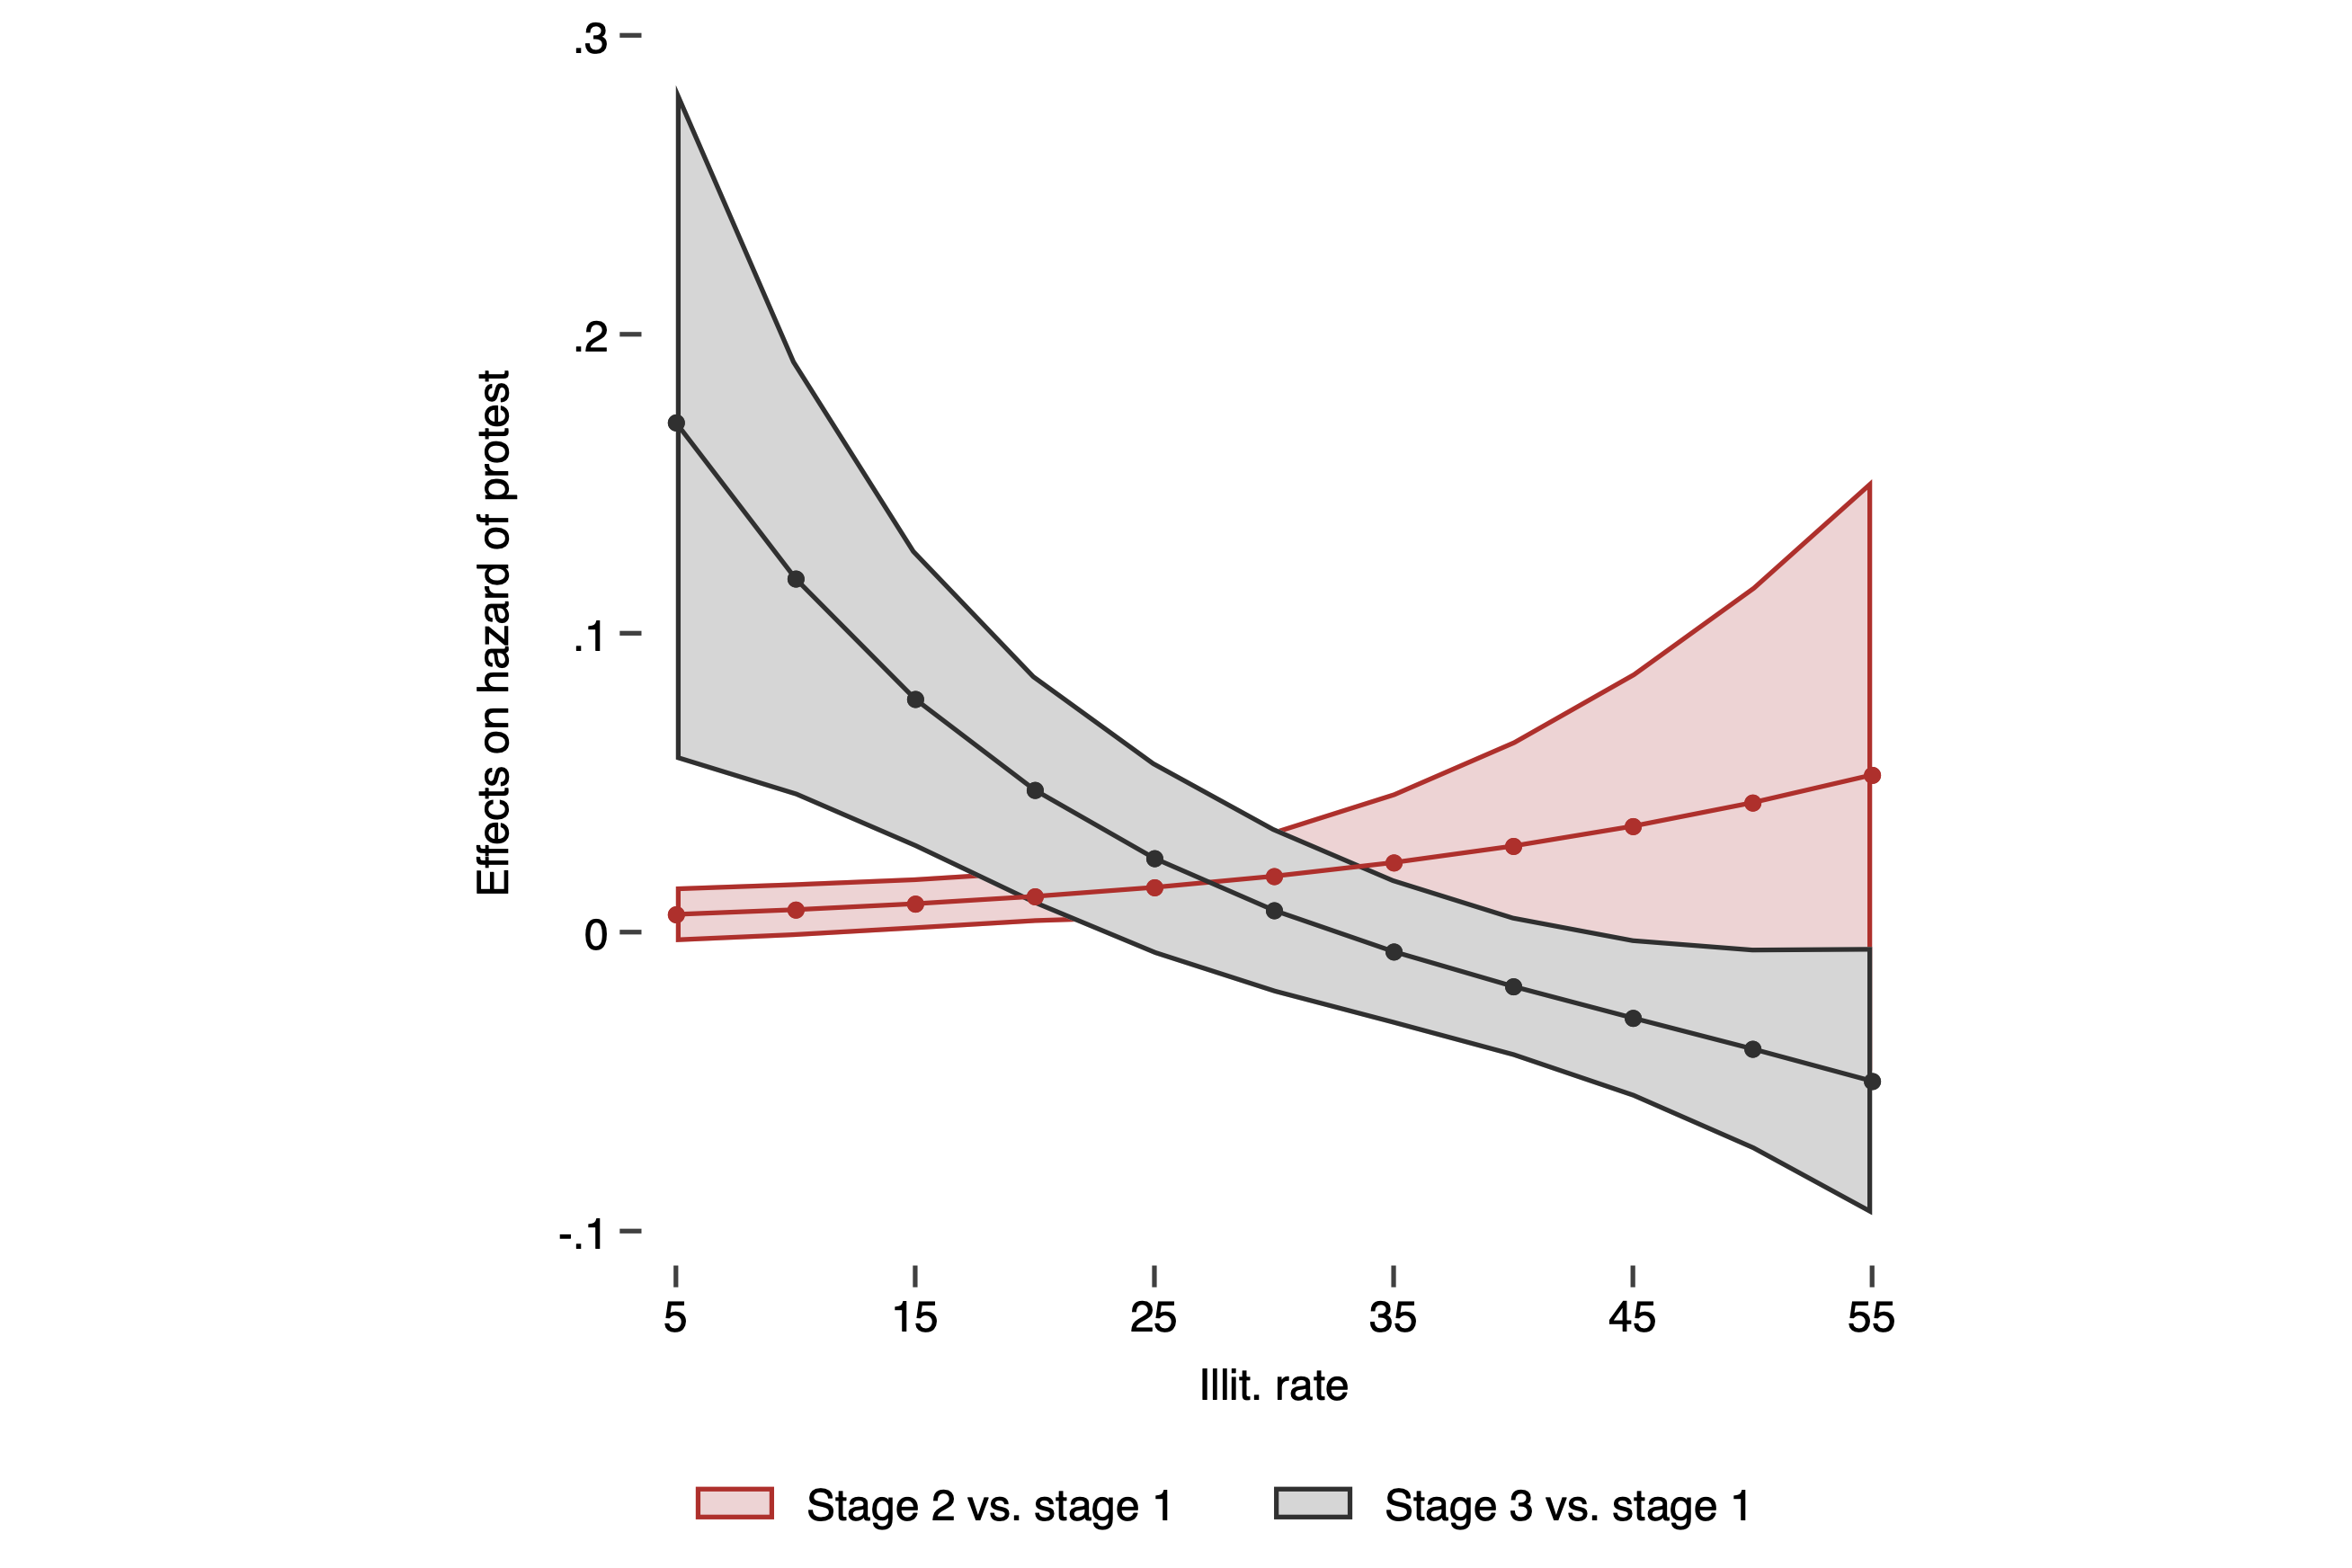 .3
.2
.1
0
-.1
Effects on hazard of protest
5 15 25 35 45 55
Illit. rate
Stage 2 vs. stage 1 Stage 3 vs. stage 1